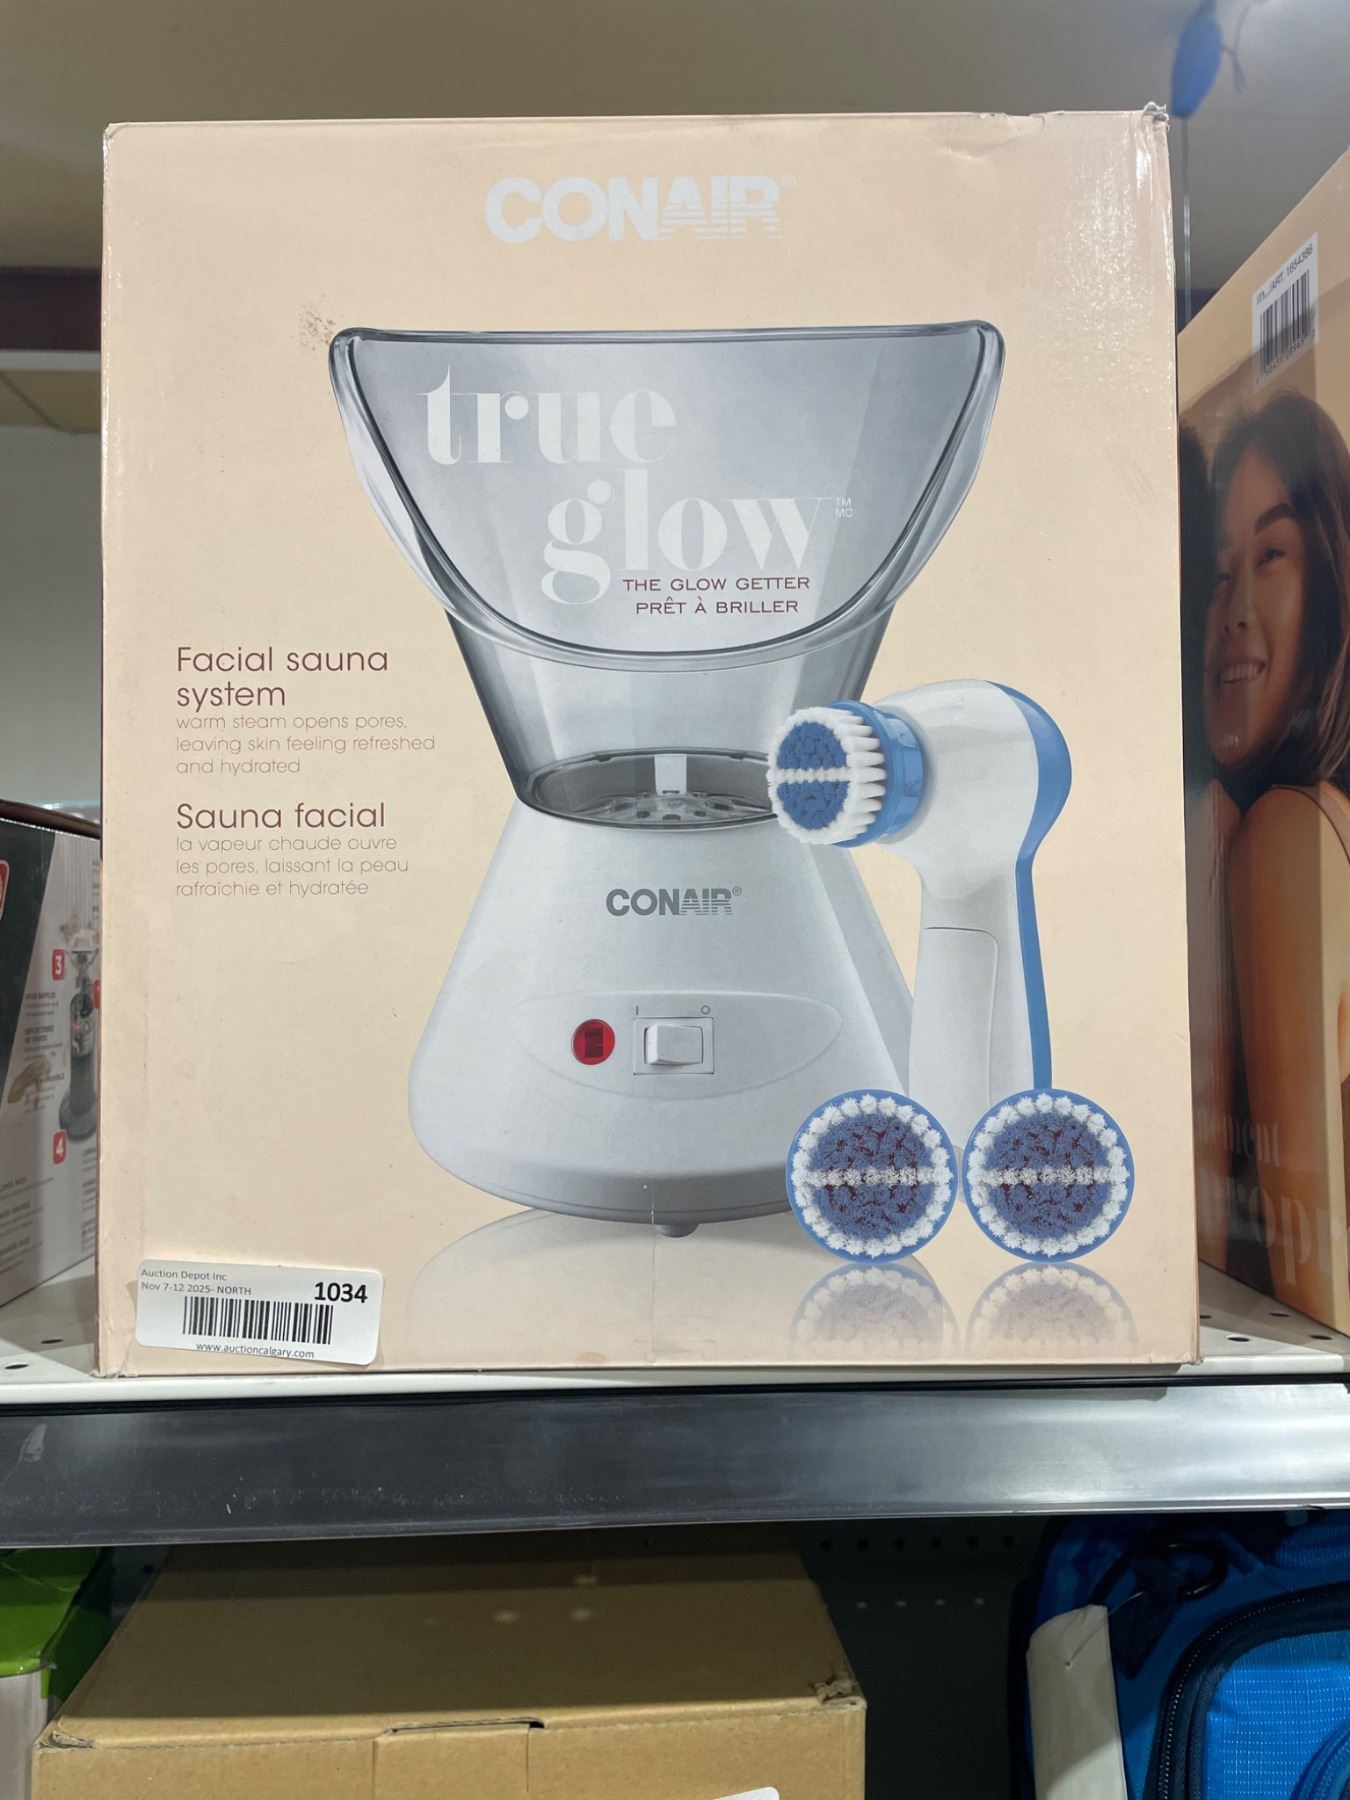 CONAIR®
true
glow
TM
MC
THE GLOW GETTER
PRÊT À BRILLER
Facial sauna
system
warm steam opens pores,
leaving skin feeling refreshed
and hydrated
Sauna facial
la vapeur chaude ouvre
les pores, laissant la peau
rafraîchie et hydratée
CONAIR®
I O
Auction Depot Inc
Nov 7-12 2025- NORTH
1034
www.auctioncalgary.com
3
4